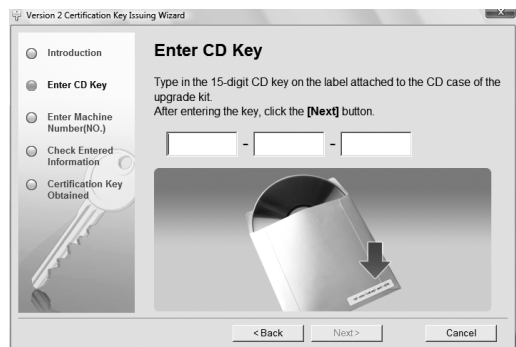 Version 2 Certification Key Issuing Wizard
Introduction
Enter CD Key
Enter Machine
Number(NO.)
Check Entered
Information
Certification Key
Obtained
Enter CD Key
Type in the 15-digit CD key on the label attached to the CD case of the
upgrade kit.
After entering the key, click the [Next] button.
- -
< Back
Next >
Cancel